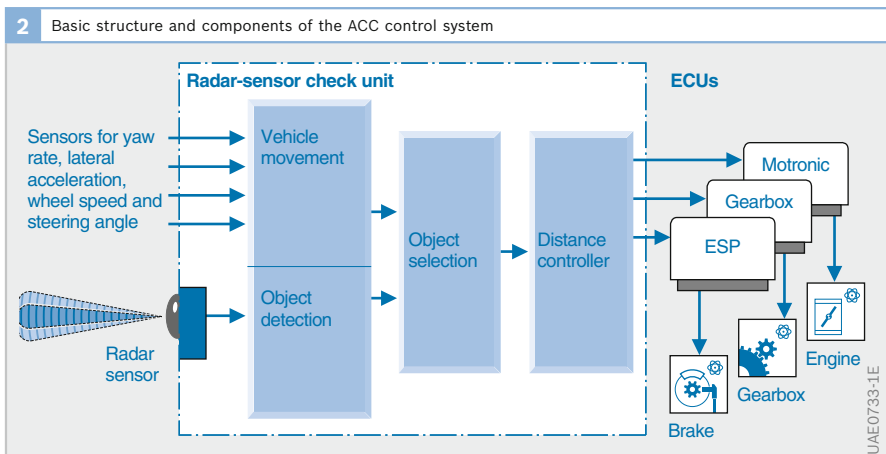 2
Basic structure and components of the ACC control system
Radar-sensor check unit
ECUs
Sensors for yaw
rate, lateral
acceleration,
wheel speed and
steering angle
Vehicle
movement
Object
detection
Object
selection
Distance
controller
Motronic
Gearbox
ESP
Radar
sensor
Engine
Gearbox
Brake
UAE0733-1E